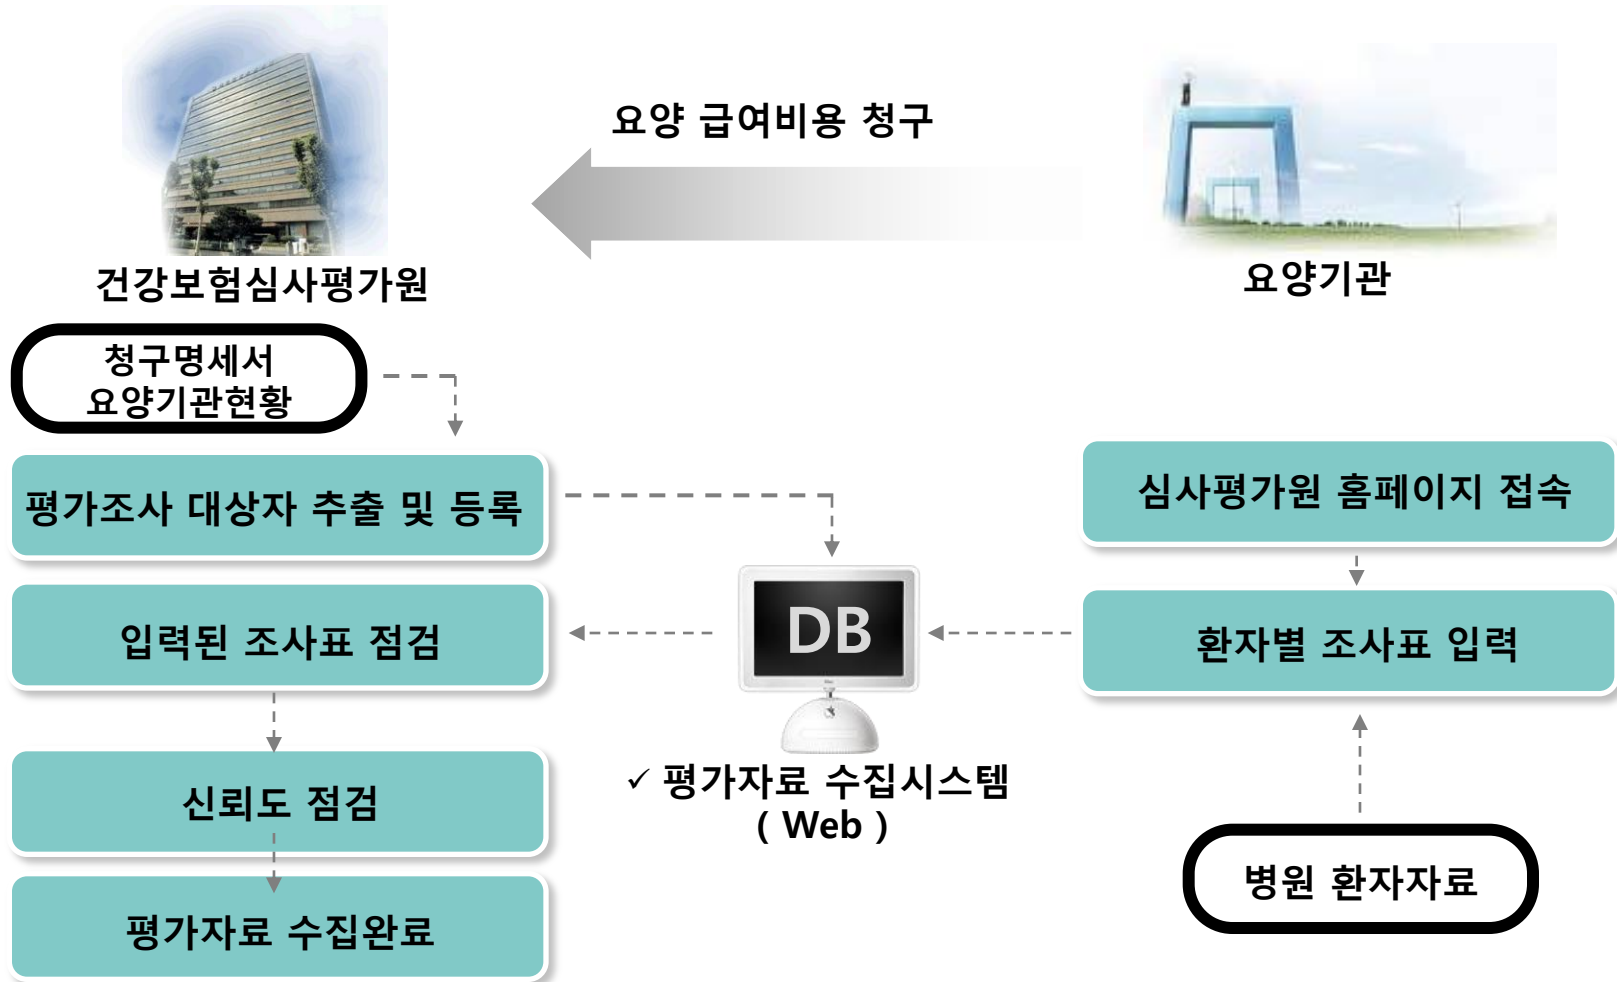 요양 급여비용 청구
건강보험심사평가원
요양기관
청구명세서
요양기관현황
평가조사 대상자 추출 및 등록
심사평가원 홈페이지 접속
입력된 조사표 점검
DB
환자별 조사표 입력
신뢰도 점검
✓ 평가자료 수집시스템
( Web )
병원 환자자료
평가자료 수집완료